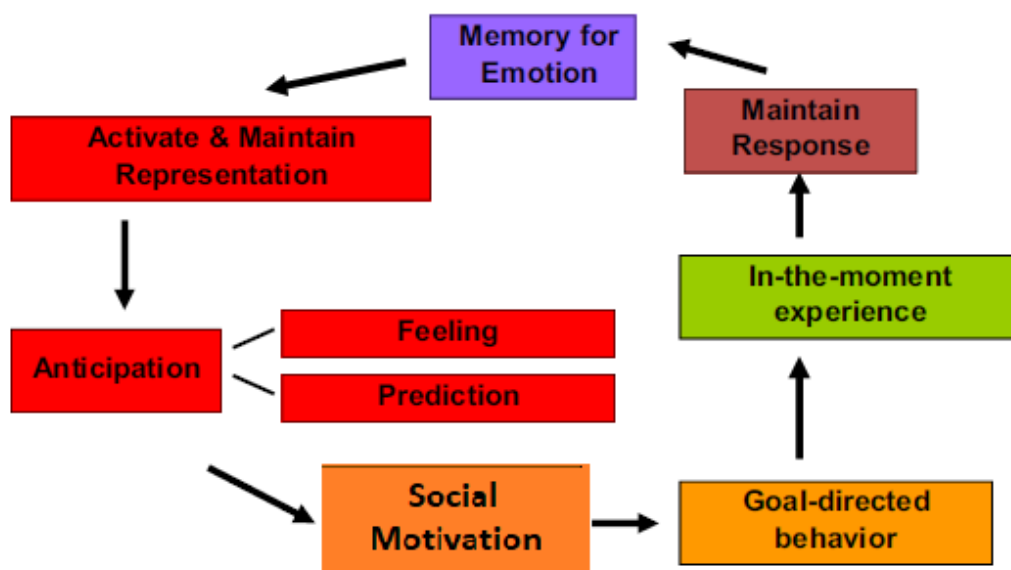 Memory for
Emotion
Activate & Maintain
Representation
Maintain
Response
In-the-moment
experience
Feeling
Anticipation
Prediction
Social
Motivation
Goal-directed
behavior